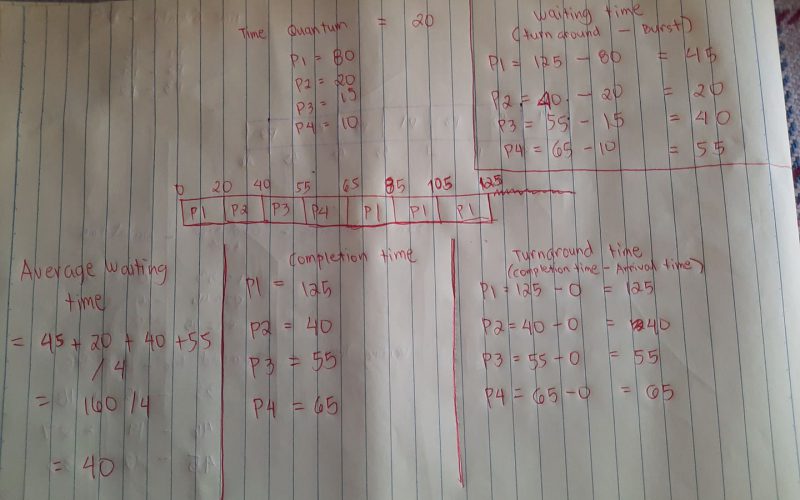 Time Quantum = 20
P1 = 80
P2 = 20
P3 = 15
P4 = 10
waiting time
(turn around - Burst)
P1 = 125 - 80 = 45
P2 = 40 - 20 = 20
P3 = 55 - 15 = 40
P4 = 65 - 10 = 55
0 20 40 55 65 85 105 125
P1 P2 P3 P4 P1 P1 P1
Average waiting
time
= 45 + 20 + 40 + 55
/ 4
= 160 / 4
= 40
completion time
P1 = 125
P2 = 40
P3 = 55
P4 = 65
Turnaround time
(completion time - Arrival time)
P1 = 125 - 0 = 125
P2 = 40 - 0 = 40
P3 = 55 - 0 = 55
P4 = 65 - 0 = 65